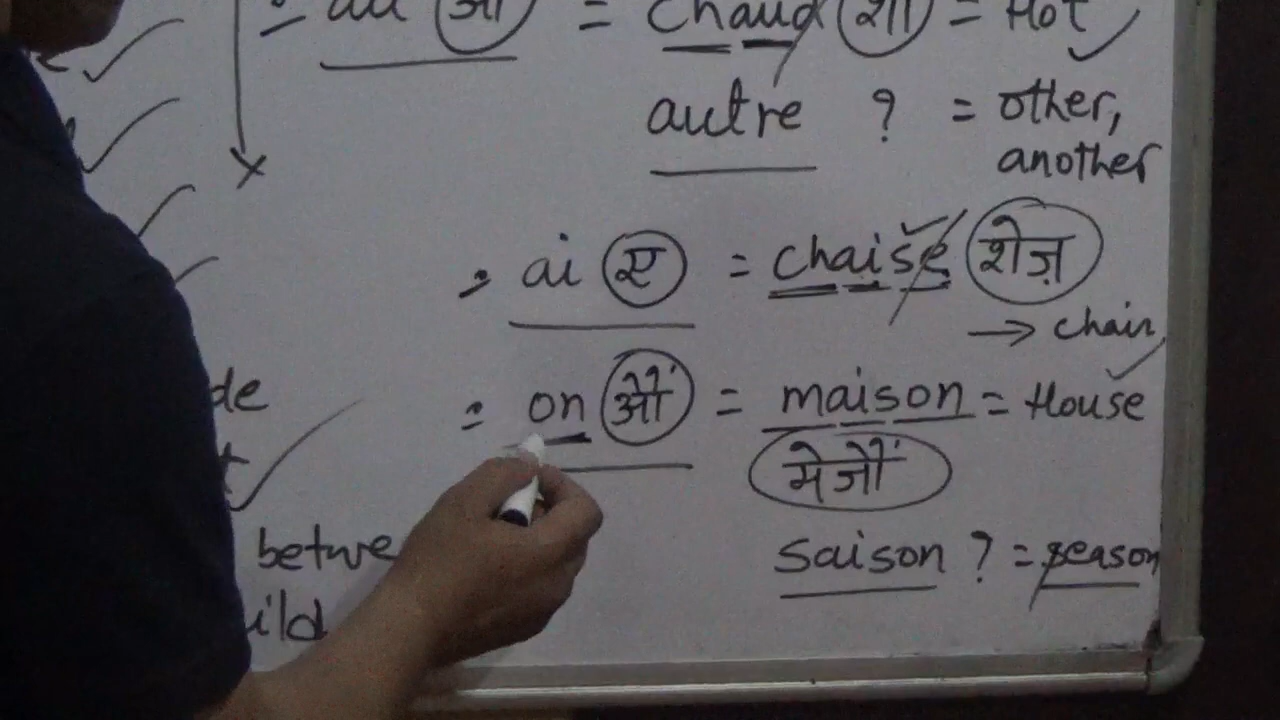 = au ओ = Chaud शो = Hot
autre ? = other,
another
= ai ए = chaise शेज़
→ chair
de
= on ओं = maison = House
मेजों
saison ? = season
betwe
ild